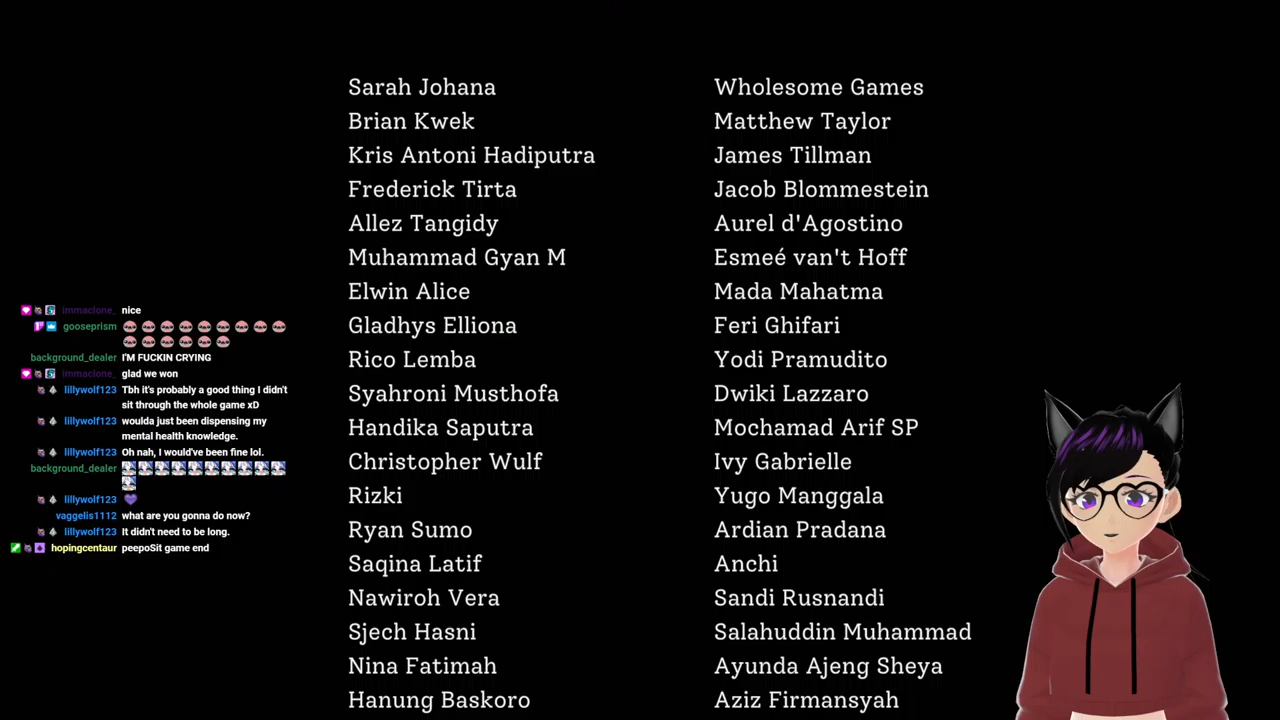 Sarah Johana
Brian Kwek
Kris Antoni Hadiputra
Frederick Tirta
Allez Tangidy
Muhammad Gyan M
Elwin Alice
Gladhys Elliona
Rico Lemba
Syahroni Musthofa
Handika Saputra
Christopher Wulf
Rizki
Ryan Sumo
Saqina Latif
Nawiroh Vera
Sjech Hasni
Nina Fatimah
Hanung Baskoro
Wholesome Games
Matthew Taylor
James Tillman
Jacob Blommestein
Aurel d'Agostino
Esmeé van't Hoff
Mada Mahatma
Feri Ghifari
Yodi Pramudito
Dwiki Lazzaro
Mochamad Arif SP
Ivy Gabrielle
Yugo Manggala
Ardian Pradana
Anchi
Sandi Rusnandi
Salahuddin Muhammad
Ayunda Ajeng Sheya
Aziz Firmansyah
immaclone_ nice
gooseprism
background_dealer I'M FUCKIN CRYING
immaclone_ glad we won
lillywolf123 Tbh it's probably a good thing I didn't
sit through the whole game xD
lillywolf123 woulda just been dispensing my
mental health knowledge.
lillywolf123 Oh nah, I would've been fine lol.
background_dealer
lillywolf123
vaggelis1112 what are you gonna do now?
lillywolf123 It didn't need to be long.
hopingcentaur peepoSit game end